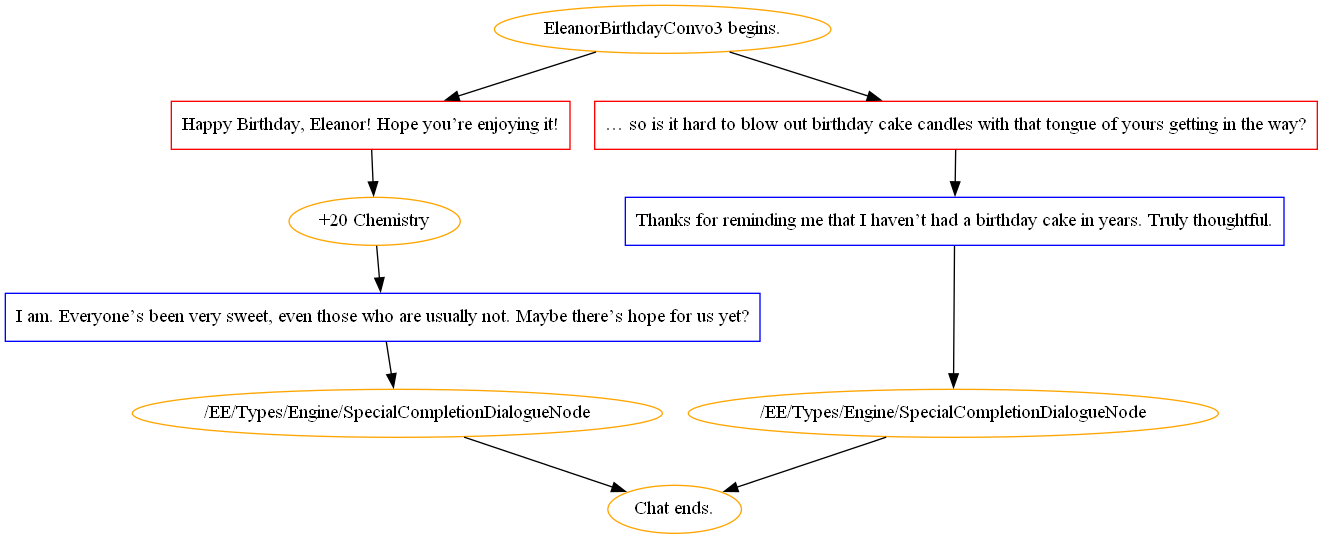 EleanorBirthdayConvo3 begins.
Happy Birthday, Eleanor! Hope you’re enjoying it!
… so is it hard to blow out birthday cake candles with that tongue of yours getting in the way?
+20 Chemistry
Thanks for reminding me that I haven’t had a birthday cake in years. Truly thoughtful.
I am. Everyone’s been very sweet, even those who are usually not. Maybe there’s hope for us yet?
/EE/Types/Engine/SpecialCompletionDialogueNode
/EE/Types/Engine/SpecialCompletionDialogueNode
Chat ends.